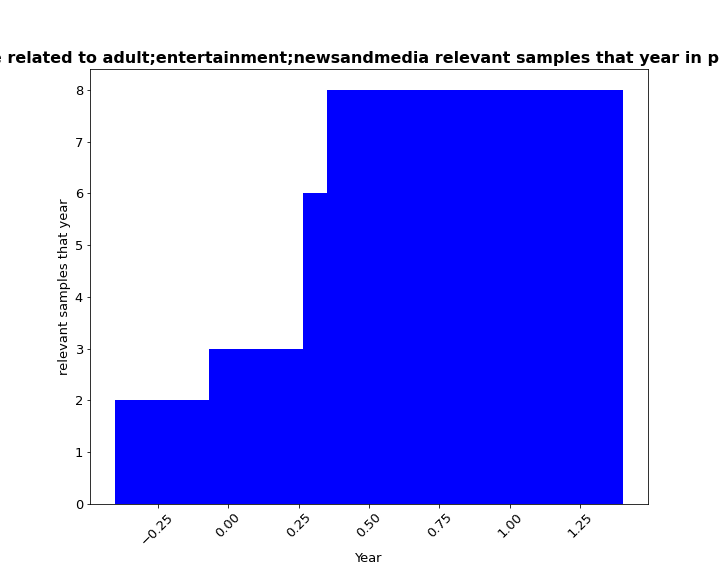 related to adult;entertainment;newsandmedia relevant samples that year in
8
7
6
5
4
3
2
1
0
relevant samples that year
−0.25 0.00 0.25 0.50 0.75 1.00 1.25
Year